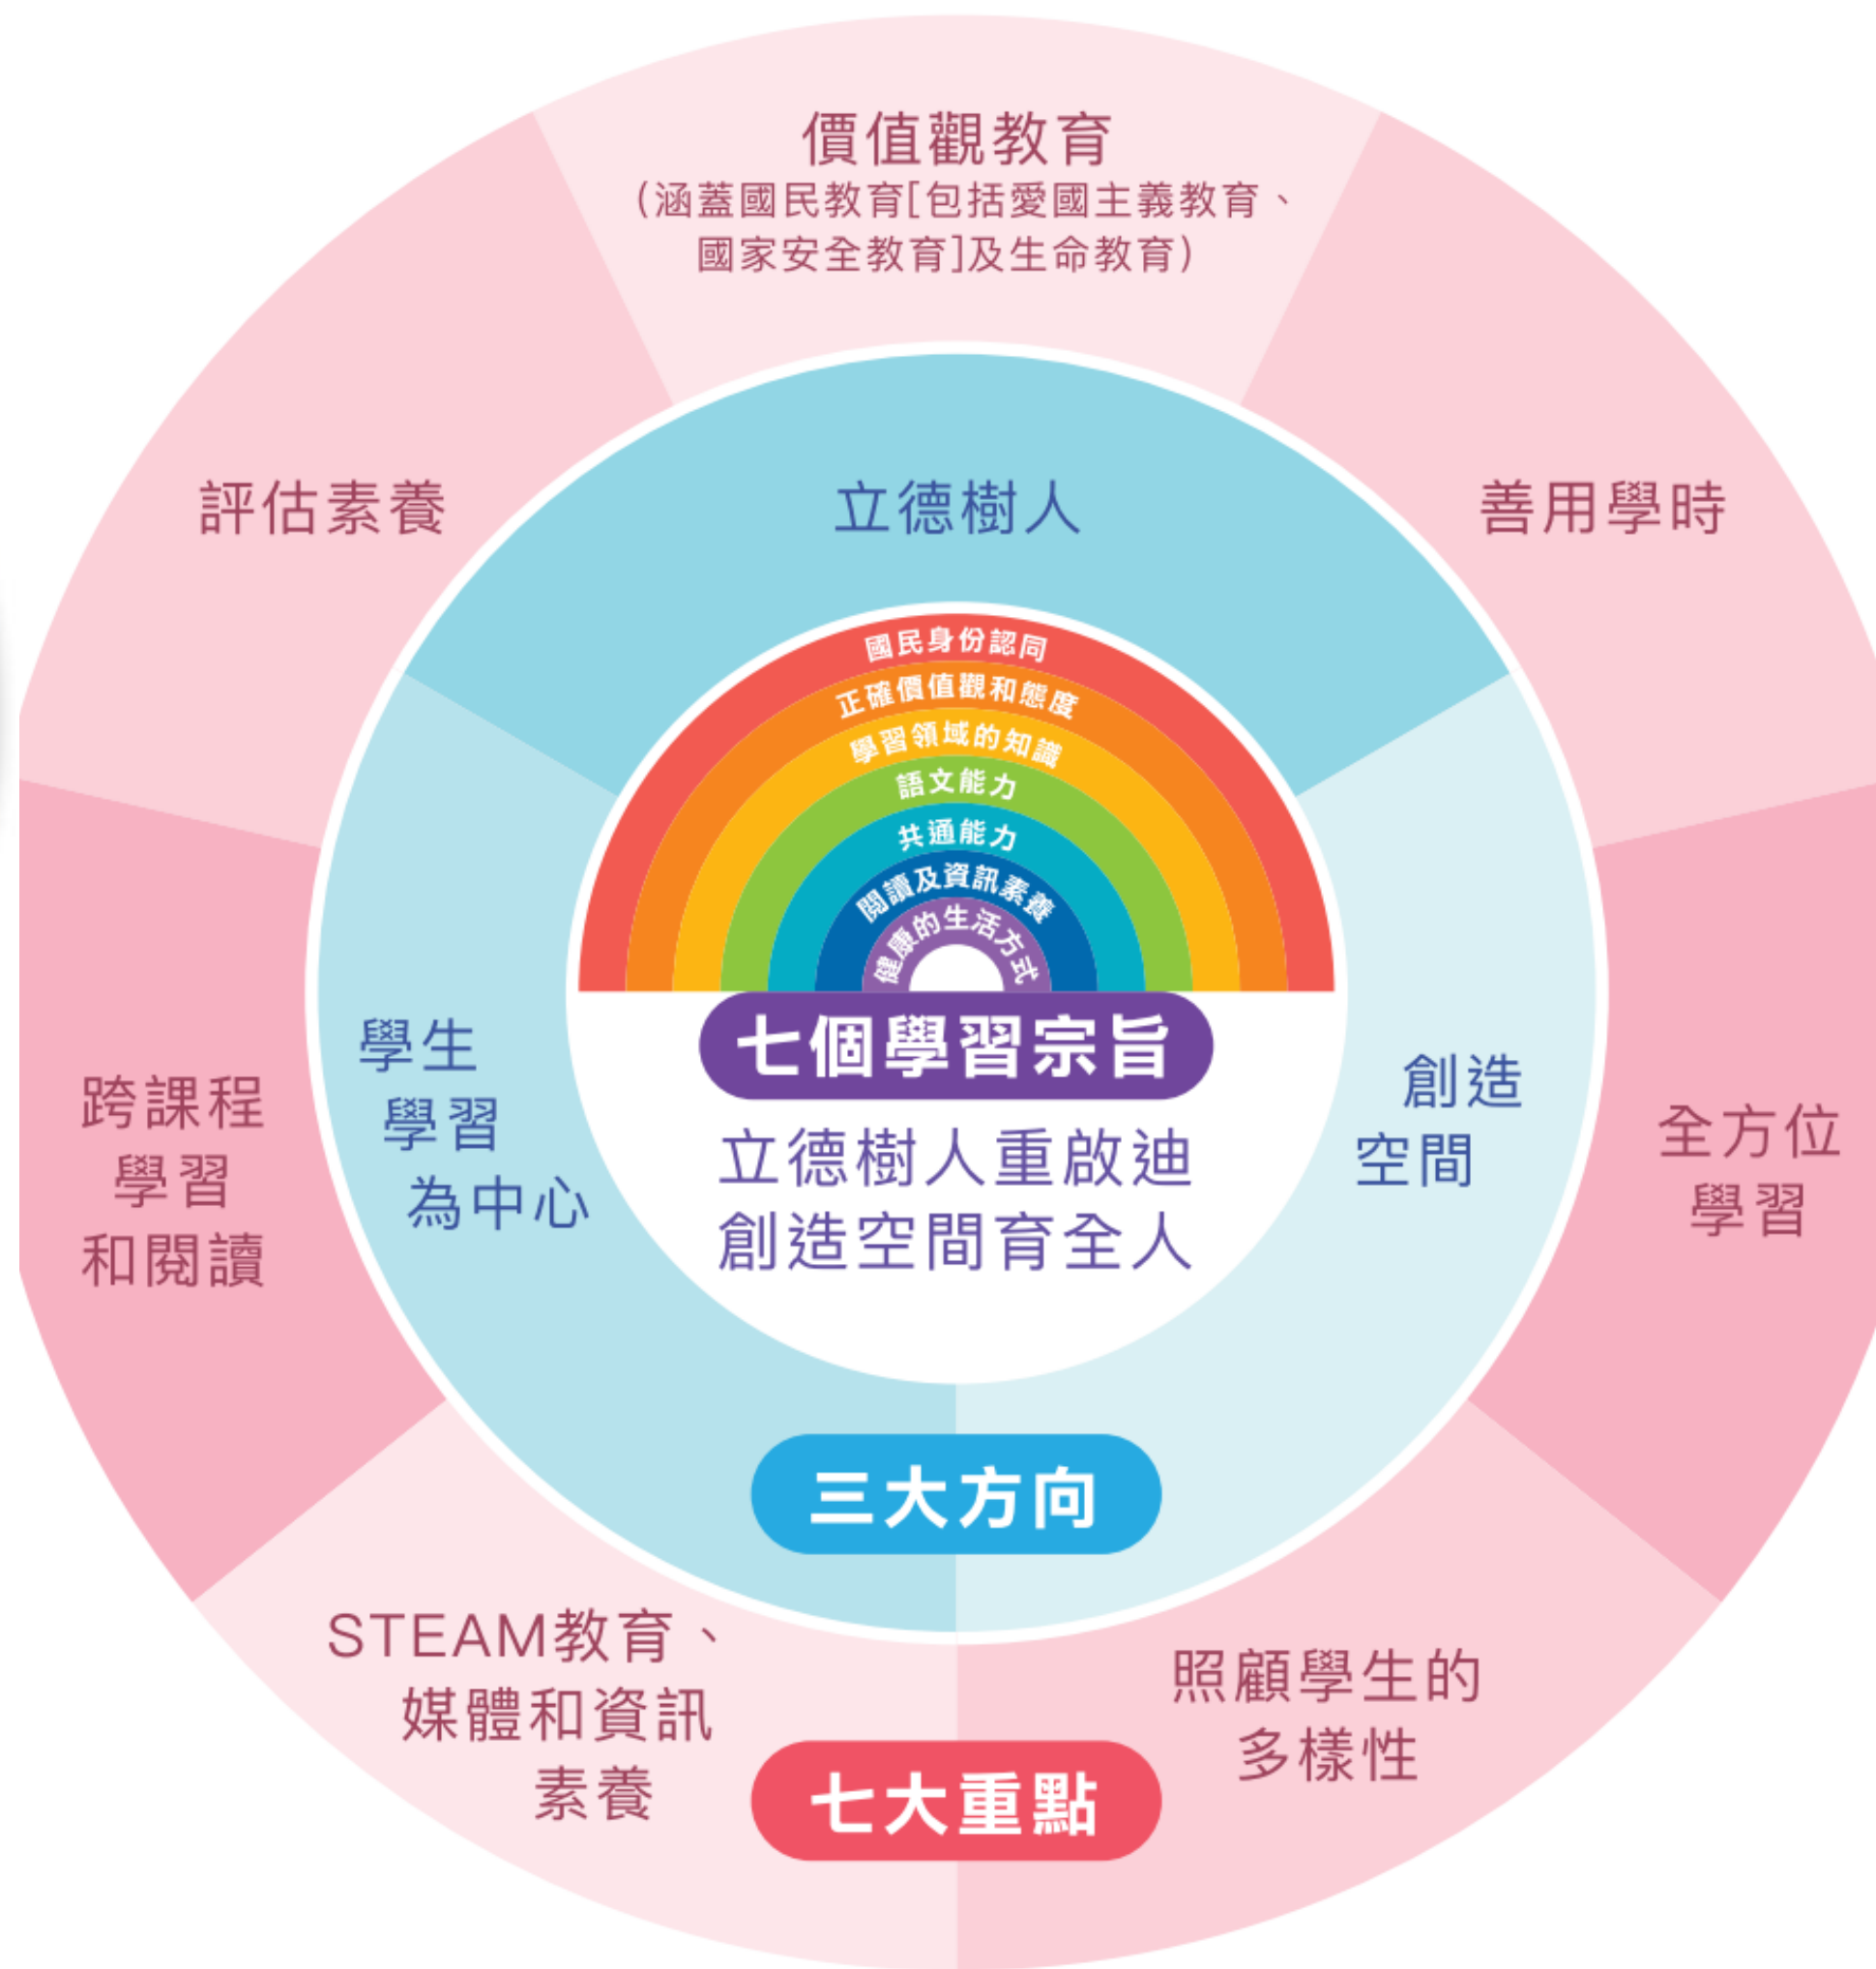 價值觀教育
(涵蓋國民教育[包括愛國主義教育、
國家安全教育]及生命教育)
評估素養
立德樹人
善用學時
國民身份認同
正確價值觀和態度
學習領域的知識
語文能力
共通能力
閱讀及資訊素養
健康的生活方式
七個學習宗旨
立德樹人重啟迪
創造空間育全人
學生
學習
為中心
創造
空間
跨課程
學習
和閱讀
全方位
學習
三大方向
STEAM教育、
媒體和資訊
素養
照顧學生的
多樣性
七大重點